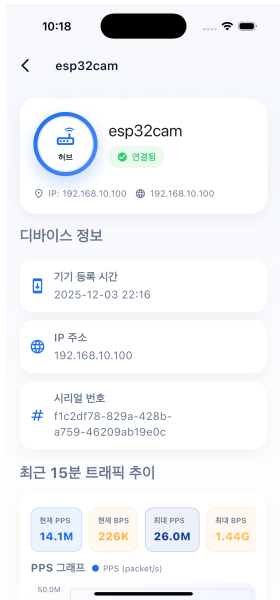 10:18
esp32cam
허브
esp32cam
연결됨
IP: 192.168.10.100 192.168.10.100
디바이스 정보
기기 등록 시간
2025-12-03 22:16
IP 주소
192.168.10.100
시리얼 번호
f1c2df78-829a-428b-
a759-46209ab19e0c
최근 15분 트래픽 추이
현재 PPS 현재 BPS 최대 PPS 최대 BPS
14.1M 226K 26.0M 1.44G
PPS 그래프 PPS (packet/s)
50.0M